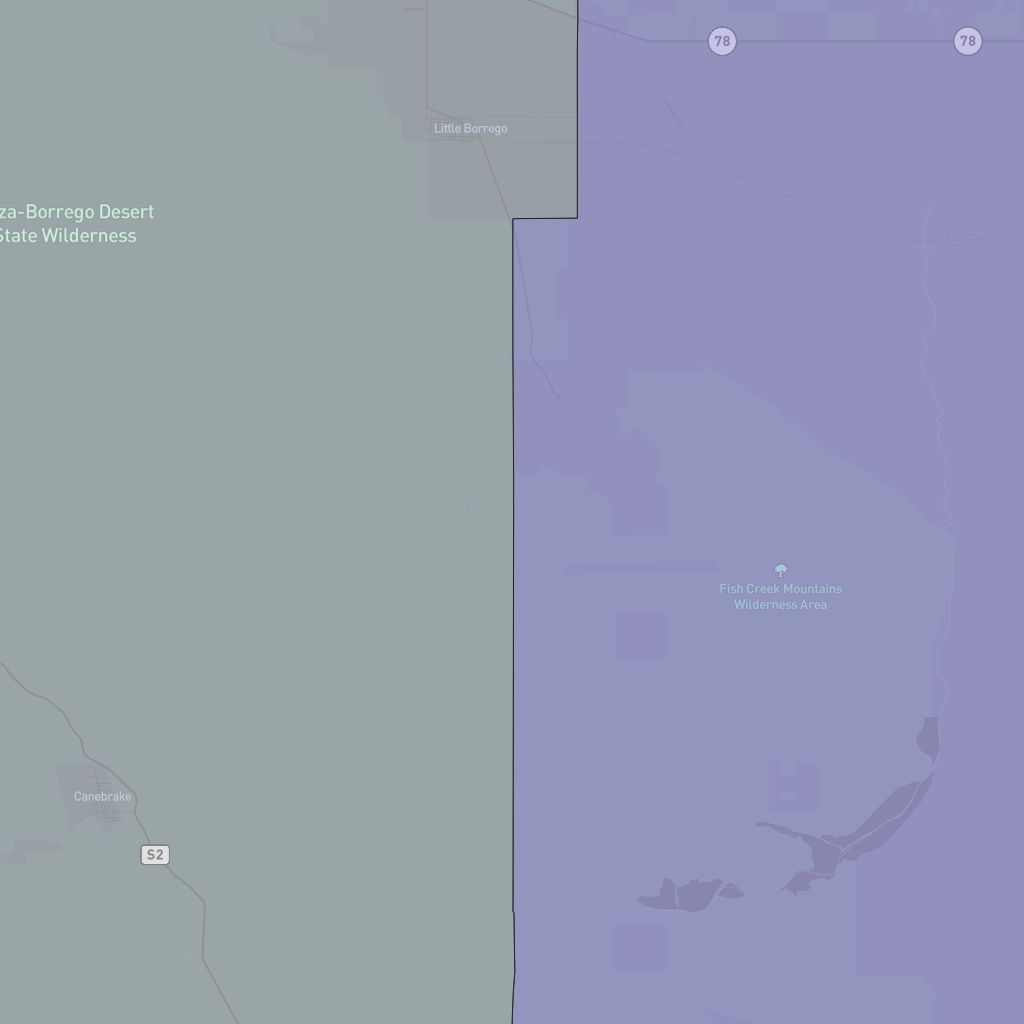 78
78
Little Borrego
za-Borrego Desert
State Wilderness
Fish Creek Mountains
Wilderness Area
Canebrake
S2